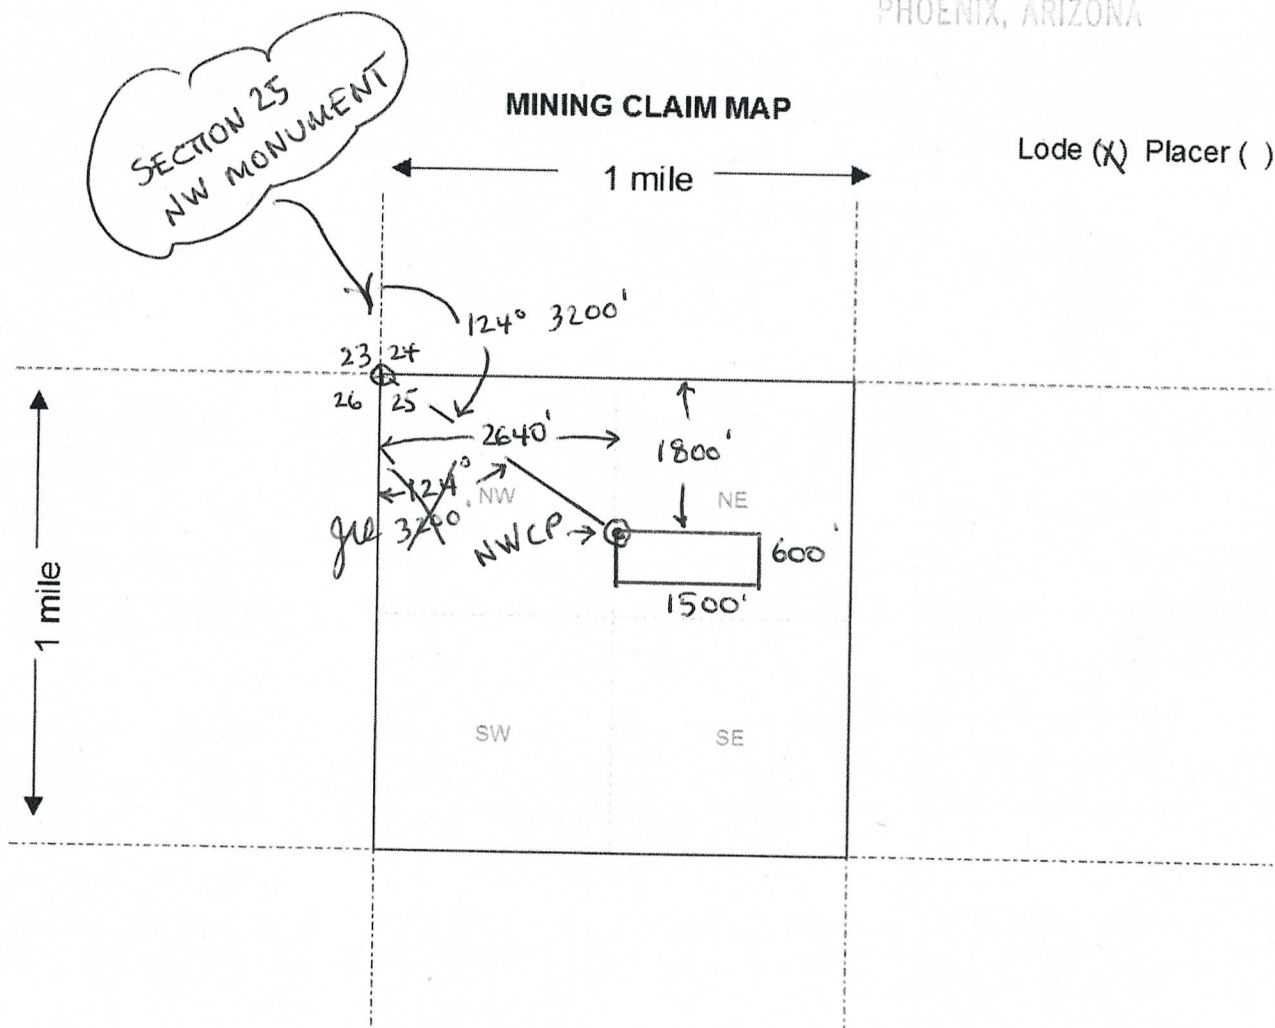 PHOENIX, ARIZONA
SECTION 25
NW MONUMENT
MINING CLAIM MAP
Lode (X) Placer ( )
1 mile
124° 3200'
23 24
26 25
2640'
1800'
124°
NW
NE
3200'
NWCP
600'
1500'
1 mile
SW
SE